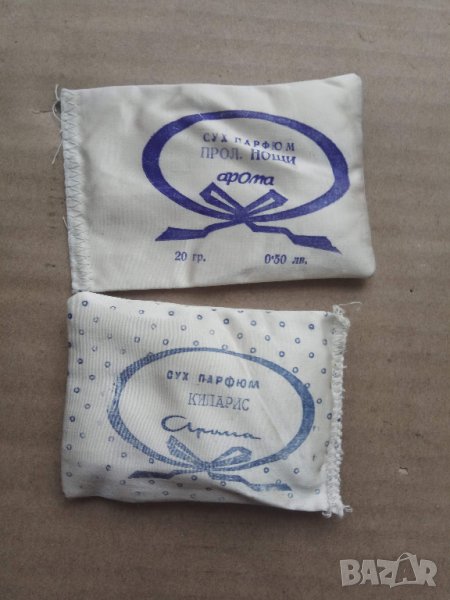 СУХ ПАРФЮМ
ПРОЛ. НОЩИ
арома
20 гр. 0·50 лв.
СУХ ПАРФЮМ
КИПАРИС
Арома
BAZAR